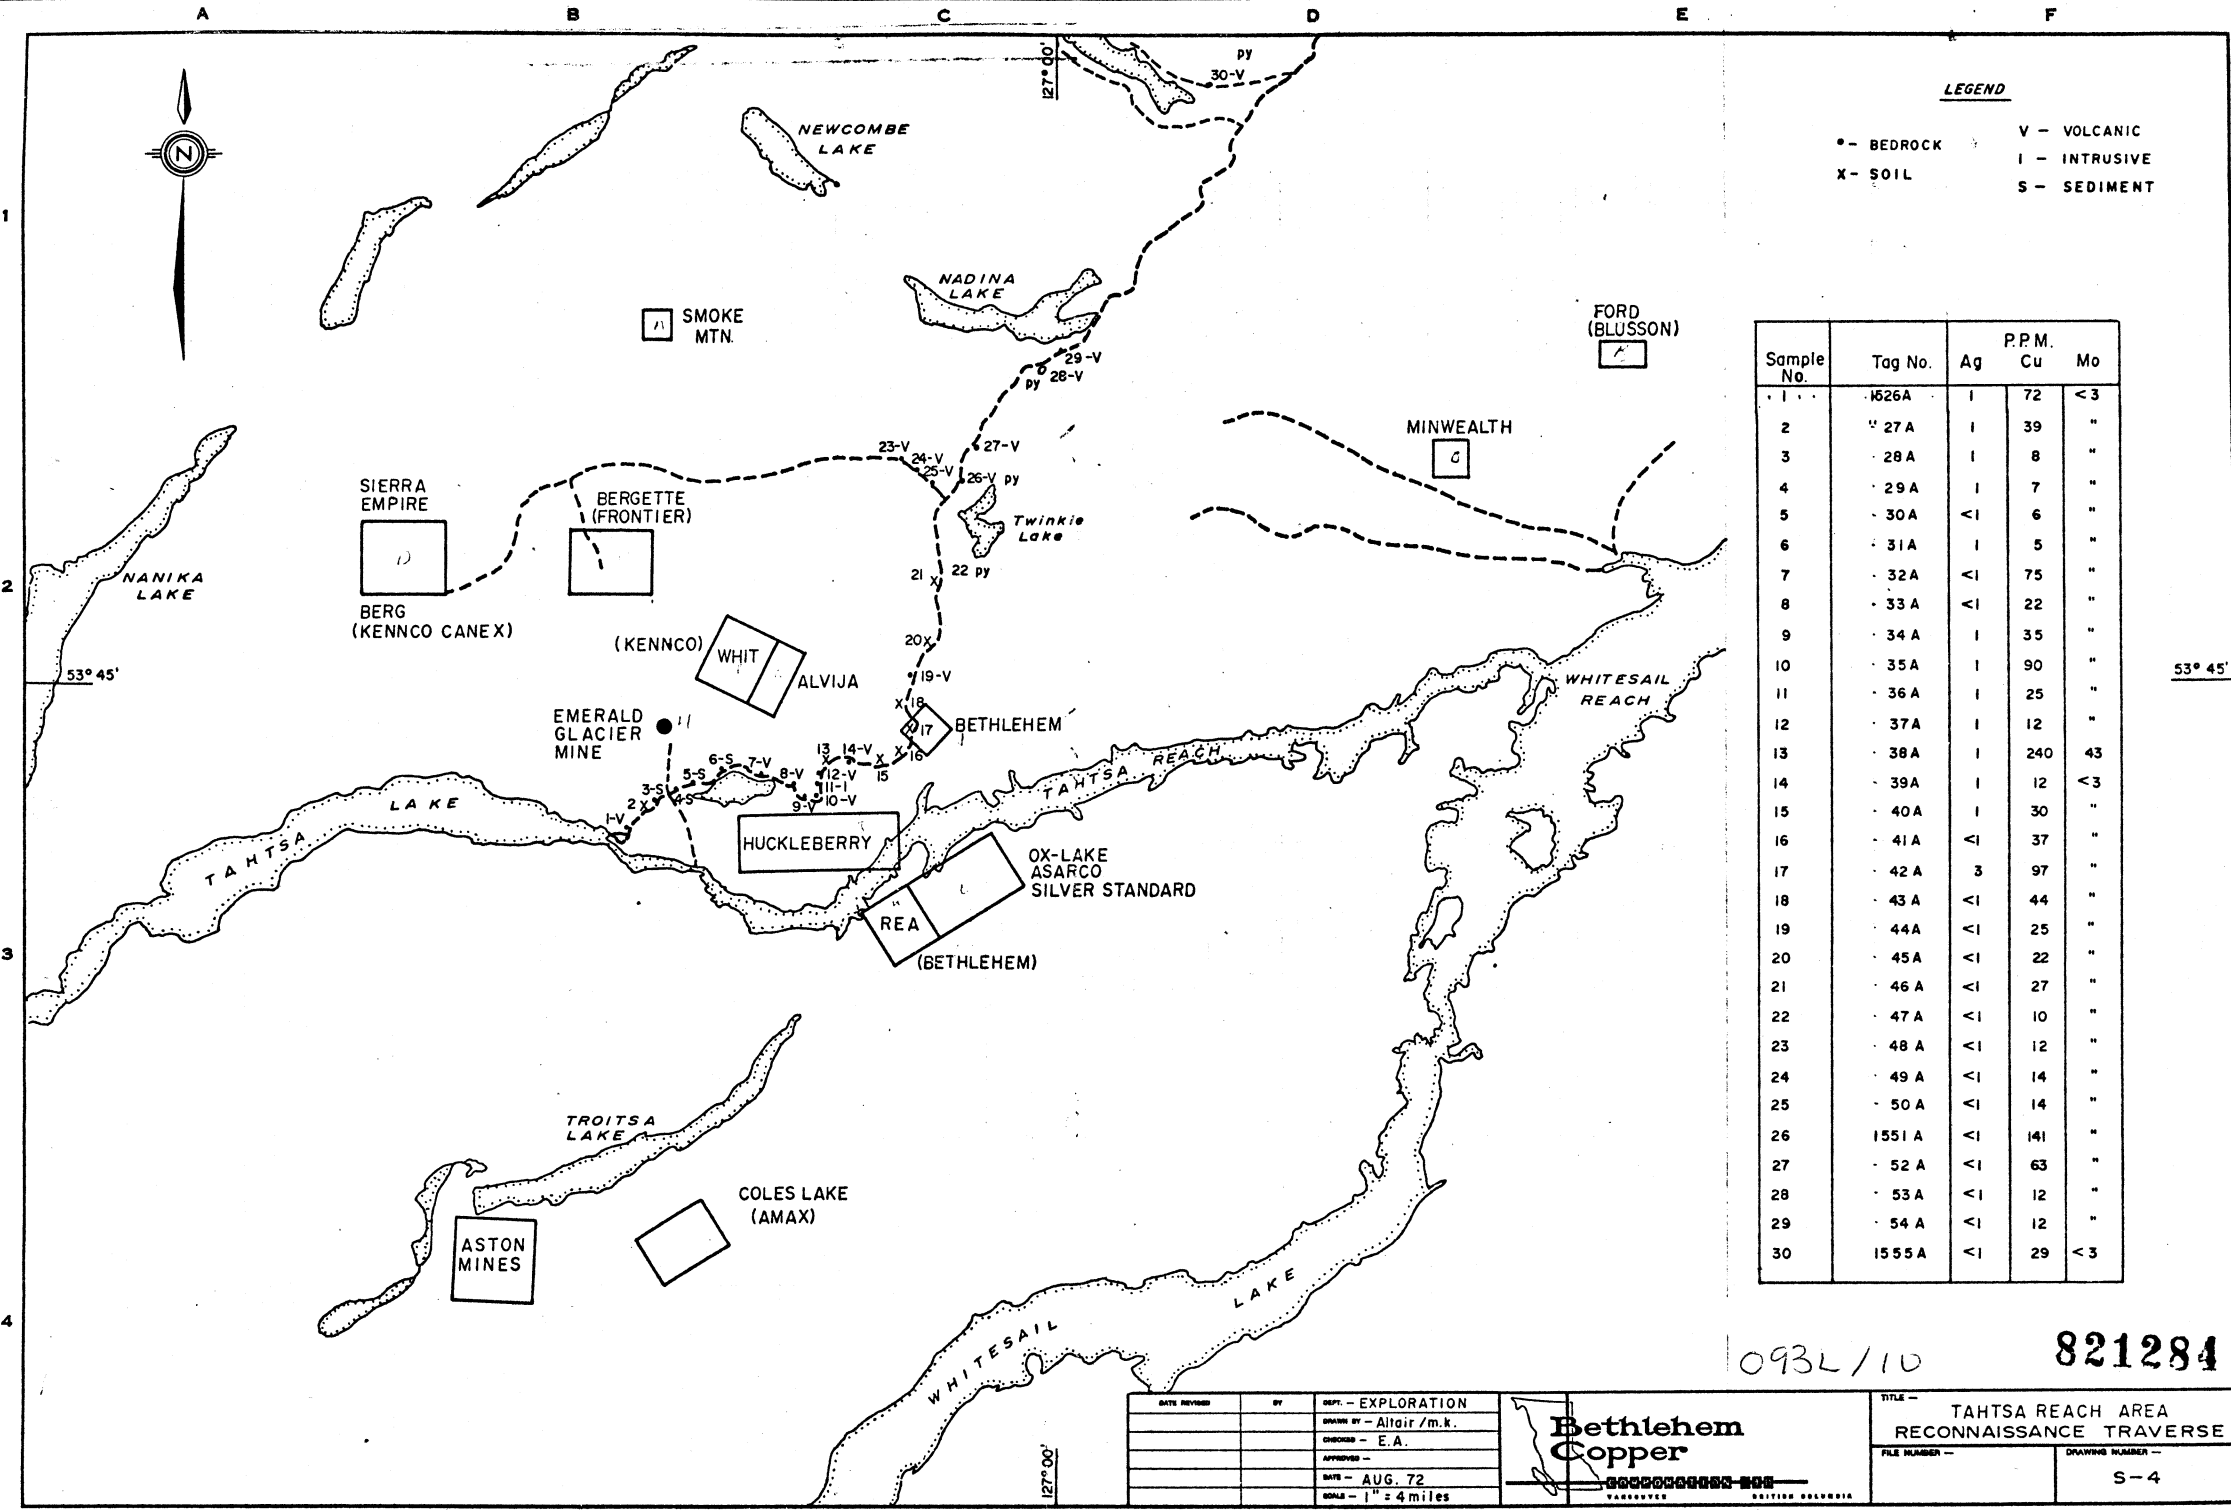 A B C D E F
1
2
3
4
N
127°00'
py
30-V
NEWCOMBE
LAKE
NADINA
LAKE
SMOKE
MTN.
29-V
py 28-V
FORD
(BLUSSON)
MINWEALTH
23-V
24-V
25-V
27-V
26-V py
Twinkie
Lake
SIERRA
EMPIRE
BERG
(KENNCO CANEX)
BERGETTE
(FRONTIER)
NANIKA
LAKE
21 X
22 py
20X
19-V
(KENNCO)
WHIT
ALVIJA
53° 45'
53° 45'
X 18
17
BETHLEHEM
X 16
EMERALD
GLACIER
MINE
13 X
14-V
X 15
12-V
11-I
10-V
9-V
8-V
7-V
6-S
5-S
4-S
3-S
2 X
1-V
WHITESAIL
REACH
TAHTSA REACH
TAHTSA LAKE
HUCKLEBERRY
OX-LAKE
ASARCO
SILVER STANDARD
REA
(BETHLEHEM)
TROITSA
LAKE
COLES LAKE
(AMAX)
ASTON
MINES
WHITESAIL LAKE
127°00'
LEGEND
•- BEDROCK
X- SOIL
V - VOLCANIC
I - INTRUSIVE
S - SEDIMENT
P.P.M.
Sample No. Tag No. Ag Cu Mo
1 1526A 1 72 <3
2 " 27A 1 39 "
3 · 28A 1 8 "
4 · 29A 1 7 "
5 · 30A <1 6 "
6 · 31A 1 5 "
7 · 32A <1 75 "
8 · 33A <1 22 "
9 · 34A 1 35 "
10 · 35A 1 90 "
11 · 36A 1 25 "
12 · 37A 1 12 "
13 · 38A 1 240 43
14 · 39A 1 12 <3
15 · 40A 1 30 "
16 · 41A <1 37 "
17 · 42A 3 97 "
18 · 43A <1 44 "
19 · 44A <1 25 "
20 · 45A <1 22 "
21 · 46A <1 27 "
22 · 47A <1 10 "
23 · 48A <1 12 "
24 · 49A <1 14 "
25 · 50A <1 14 "
26 1551A <1 141 "
27 · 52A <1 63 "
28 · 53A <1 12 "
29 · 54A <1 12 "
30 1555A <1 29 <3
093L/10
821284
DATE REVISED BY
DEPT. - EXPLORATION
DRAWN BY - Altair/m.k.
CHECKED - E.A.
APPROVED -
DATE - AUG. 72
SCALE - 1" = 4 miles
Bethlehem
Copper
CORPORATION LTD
VANCOUVER BRITISH COLUMBIA
TITLE -
TAHTSA REACH AREA
RECONNAISSANCE TRAVERSE
FILE NUMBER -
DRAWING NUMBER -
S-4